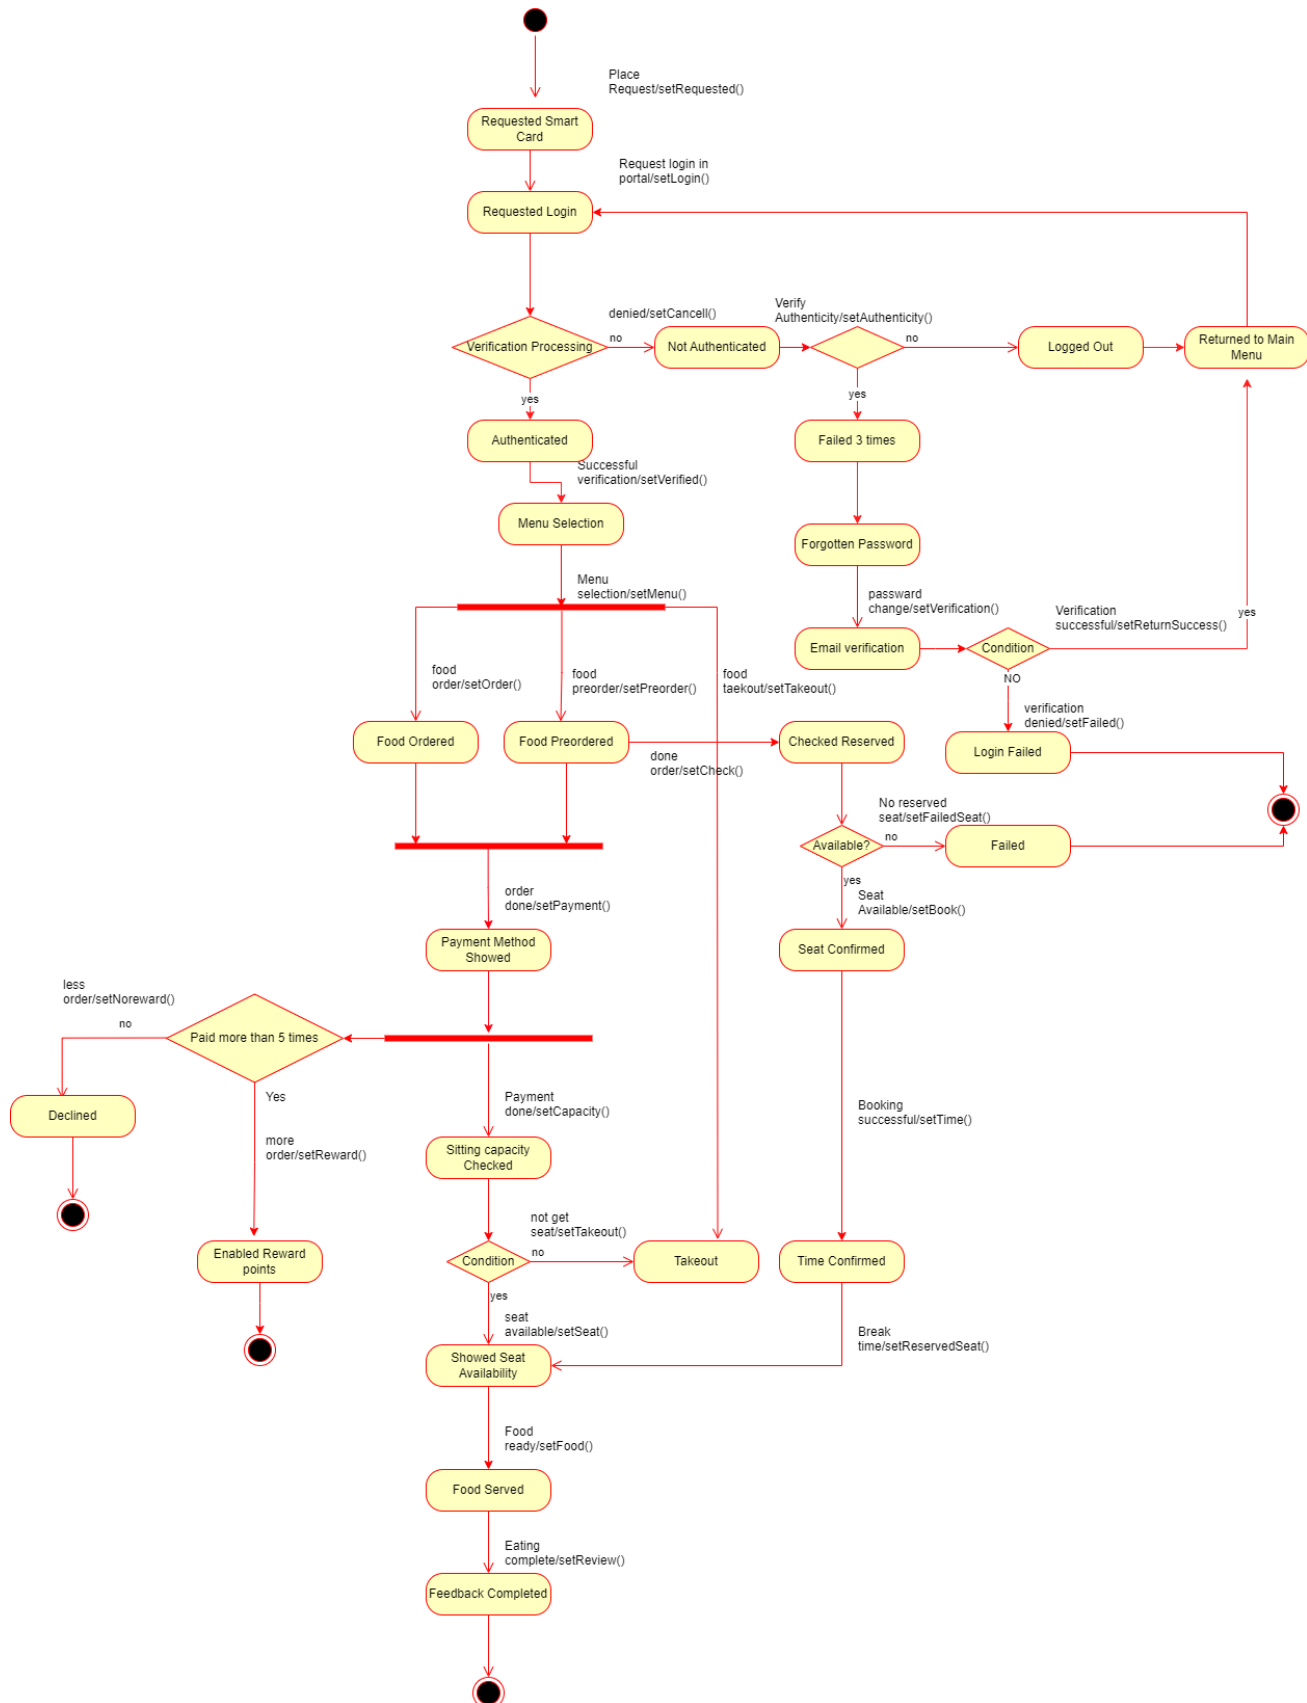 Place
Request/setRequested()
Requested Smart
Card
Request login in
portal/setLogin()
Requested Login
denied/setCancell()
Verify
Authenticity/setAuthenticity()
Verification Processing
no
Not Authenticated
no
Logged Out
Returned to Main
Menu
yes
yes
Authenticated
Failed 3 times
Successful
verification/setVerified()
Menu Selection
Forgotten Password
Menu
selection/setMenu()
passward
change/setVerification()
Verification
successful/setReturnSuccess()
yes
Email verification
Condition
NO
food
order/setOrder()
food
preorder/setPreorder()
food
taekout/setTakeout()
verification
denied/setFailed()
Food Ordered
Food Preordered
Checked Reserved
Login Failed
done
order/setCheck()
No reserved
seat/setFailedSeat()
Available?
no
Failed
yes
Seat
Available/setBook()
order
done/setPayment()
Payment Method
Showed
Seat Confirmed
less
order/setNoreward()
no
Paid more than 5 times
Declined
Yes
Payment
done/setCapacity()
Booking
successful/setTime()
more
order/setReward()
Sitting capacity
Checked
not get
seat/setTakeout()
Enabled Reward
points
Condition
no
Takeout
Time Confirmed
yes
seat
available/setSeat()
Break
time/setReservedSeat()
Showed Seat
Availability
Food
ready/setFood()
Food Served
Eating
complete/setReview()
Feedback Completed